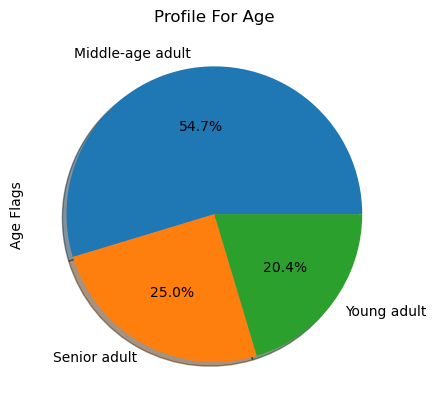 Profile For Age
Middle-age adult
54.7%
Age Flags
20.4%
25.0%
Young adult
Senior adult